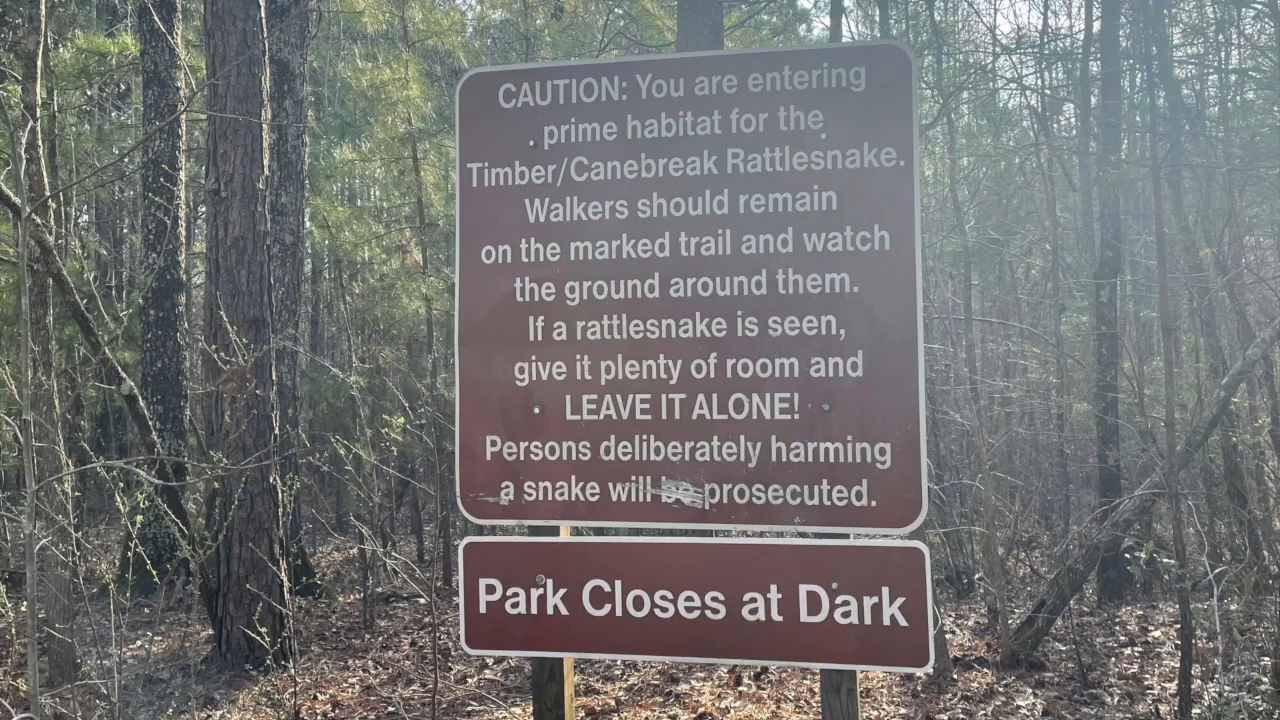 CAUTION: You are entering
prime habitat for the
Timber/Canebreak Rattlesnake.
Walkers should remain
on the marked trail and watch
the ground around them.
If a rattlesnake is seen,
give it plenty of room and
LEAVE IT ALONE!
Persons deliberately harming
a snake will be prosecuted.
Park Closes at Dark